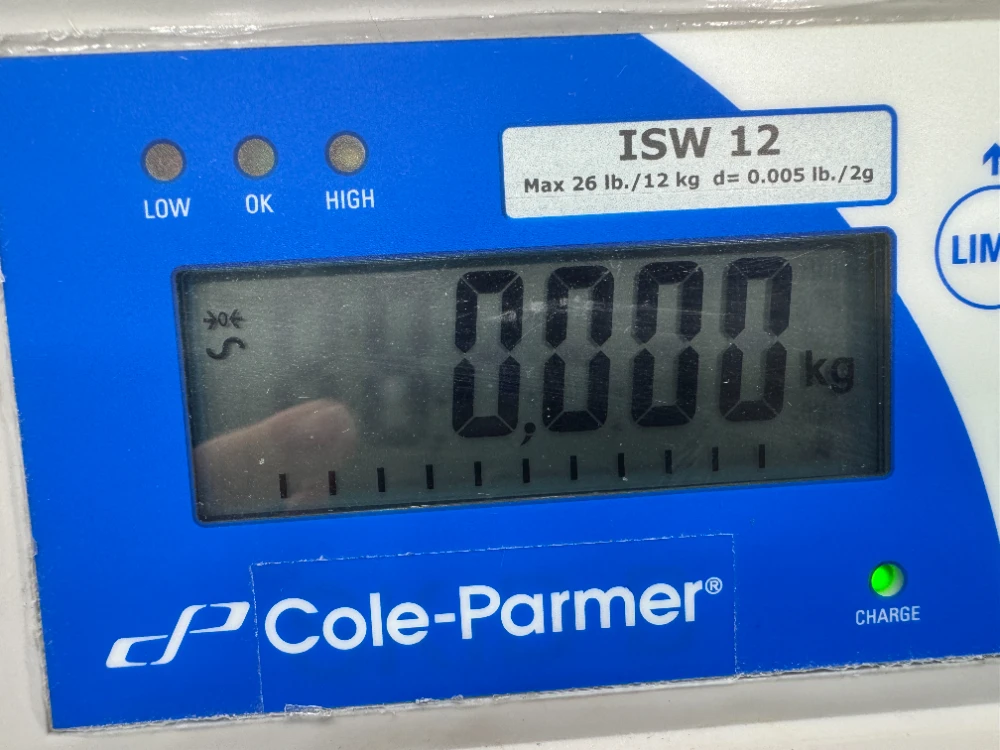 ISW 12
Max 26 lb./12 kg d= 0.005 lb./2g
LOW OK HIGH
LIM
0,000 kg
Cole-Parmer®
CHARGE